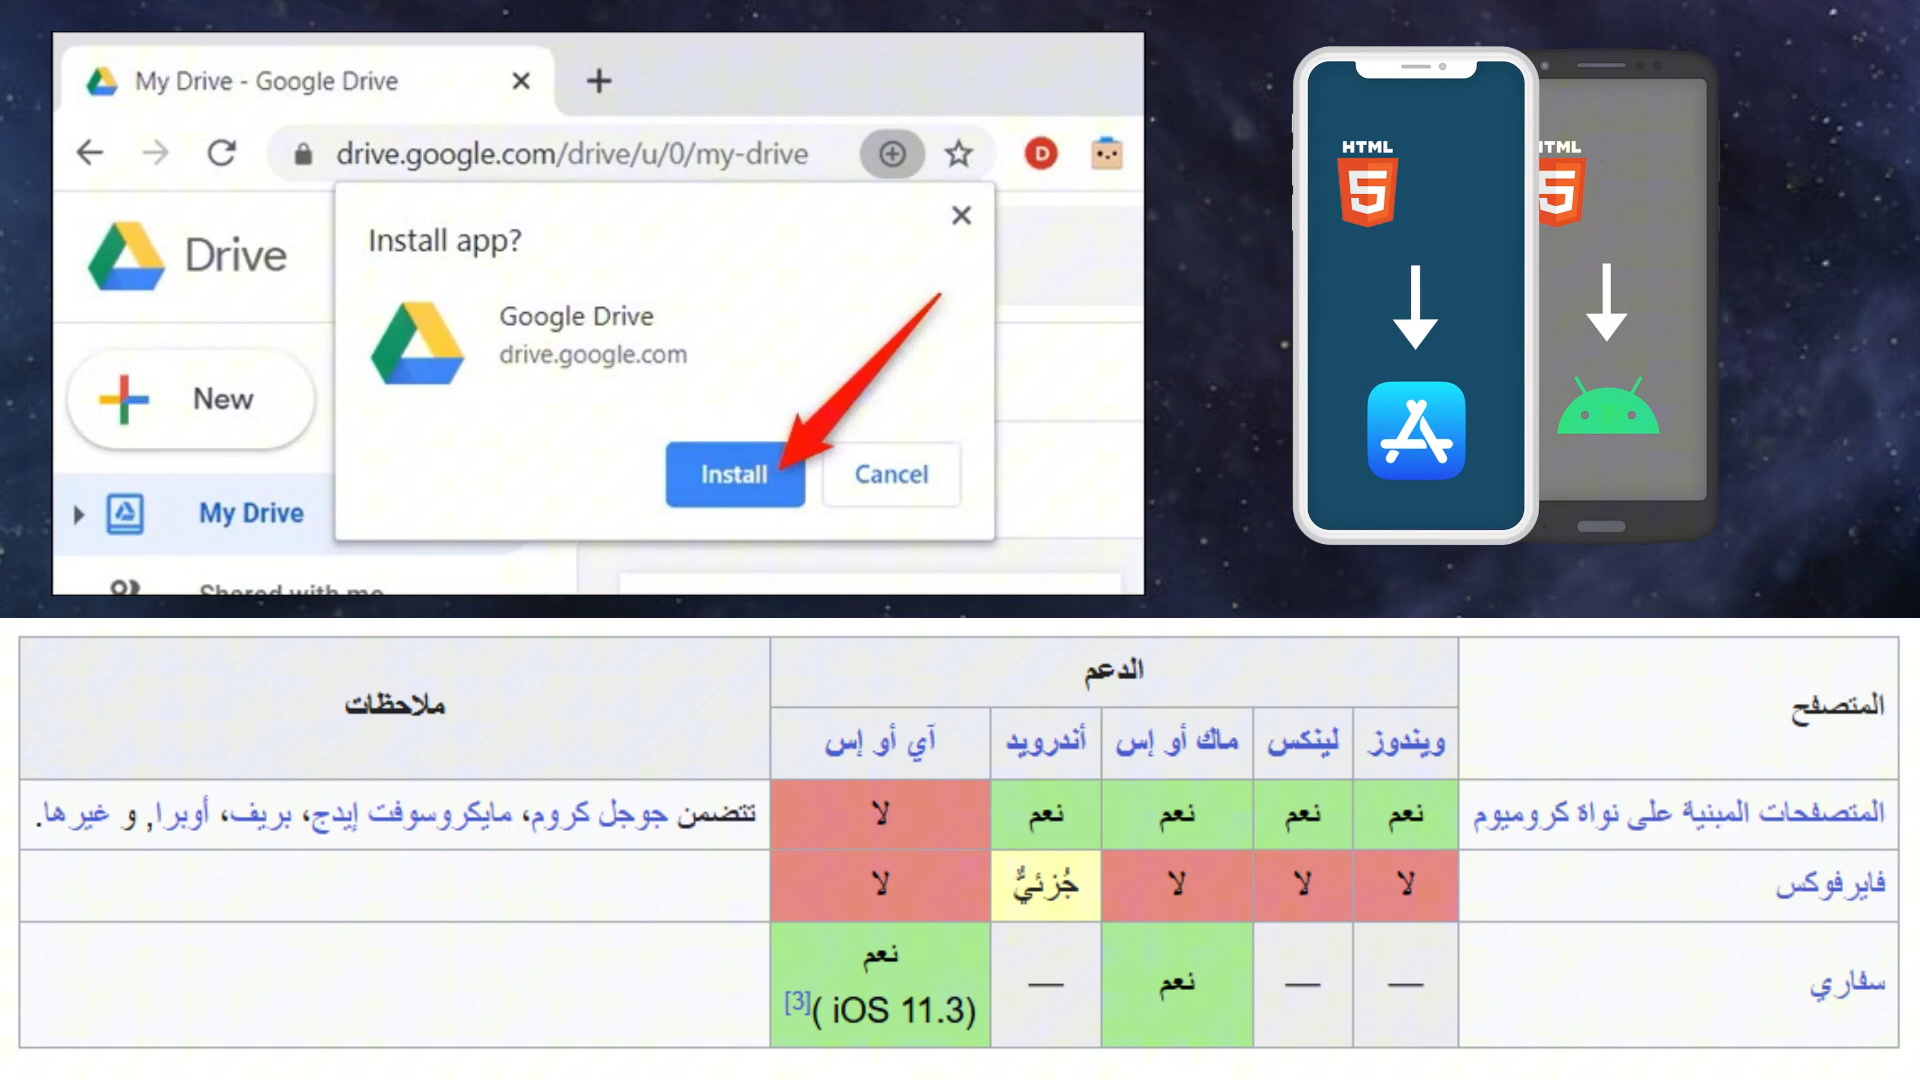 My Drive - Google Drive
drive.google.com/drive/u/0/my-drive
D
Drive
Install app?
Google Drive
drive.google.com
New
Install
Cancel
My Drive
Shared with me
HTML
5
HTML
5
المتصفح
الدعم
ملاحظات
ويندوز
لينكس
ماك أو إس
أندرويد
آي أو إس
المتصفحات المبنية على نواة كروميوم
نعم
نعم
نعم
نعم
لا
تتضمن جوجل كروم، مايكروسوفت إيدج، بريف، أوبرا, و غيرها.
فايرفوكس
لا
لا
لا
جُزئيٌّ
لا
سفاري
—
—
نعم
—
نعم
(iOS 11.3 )[3]